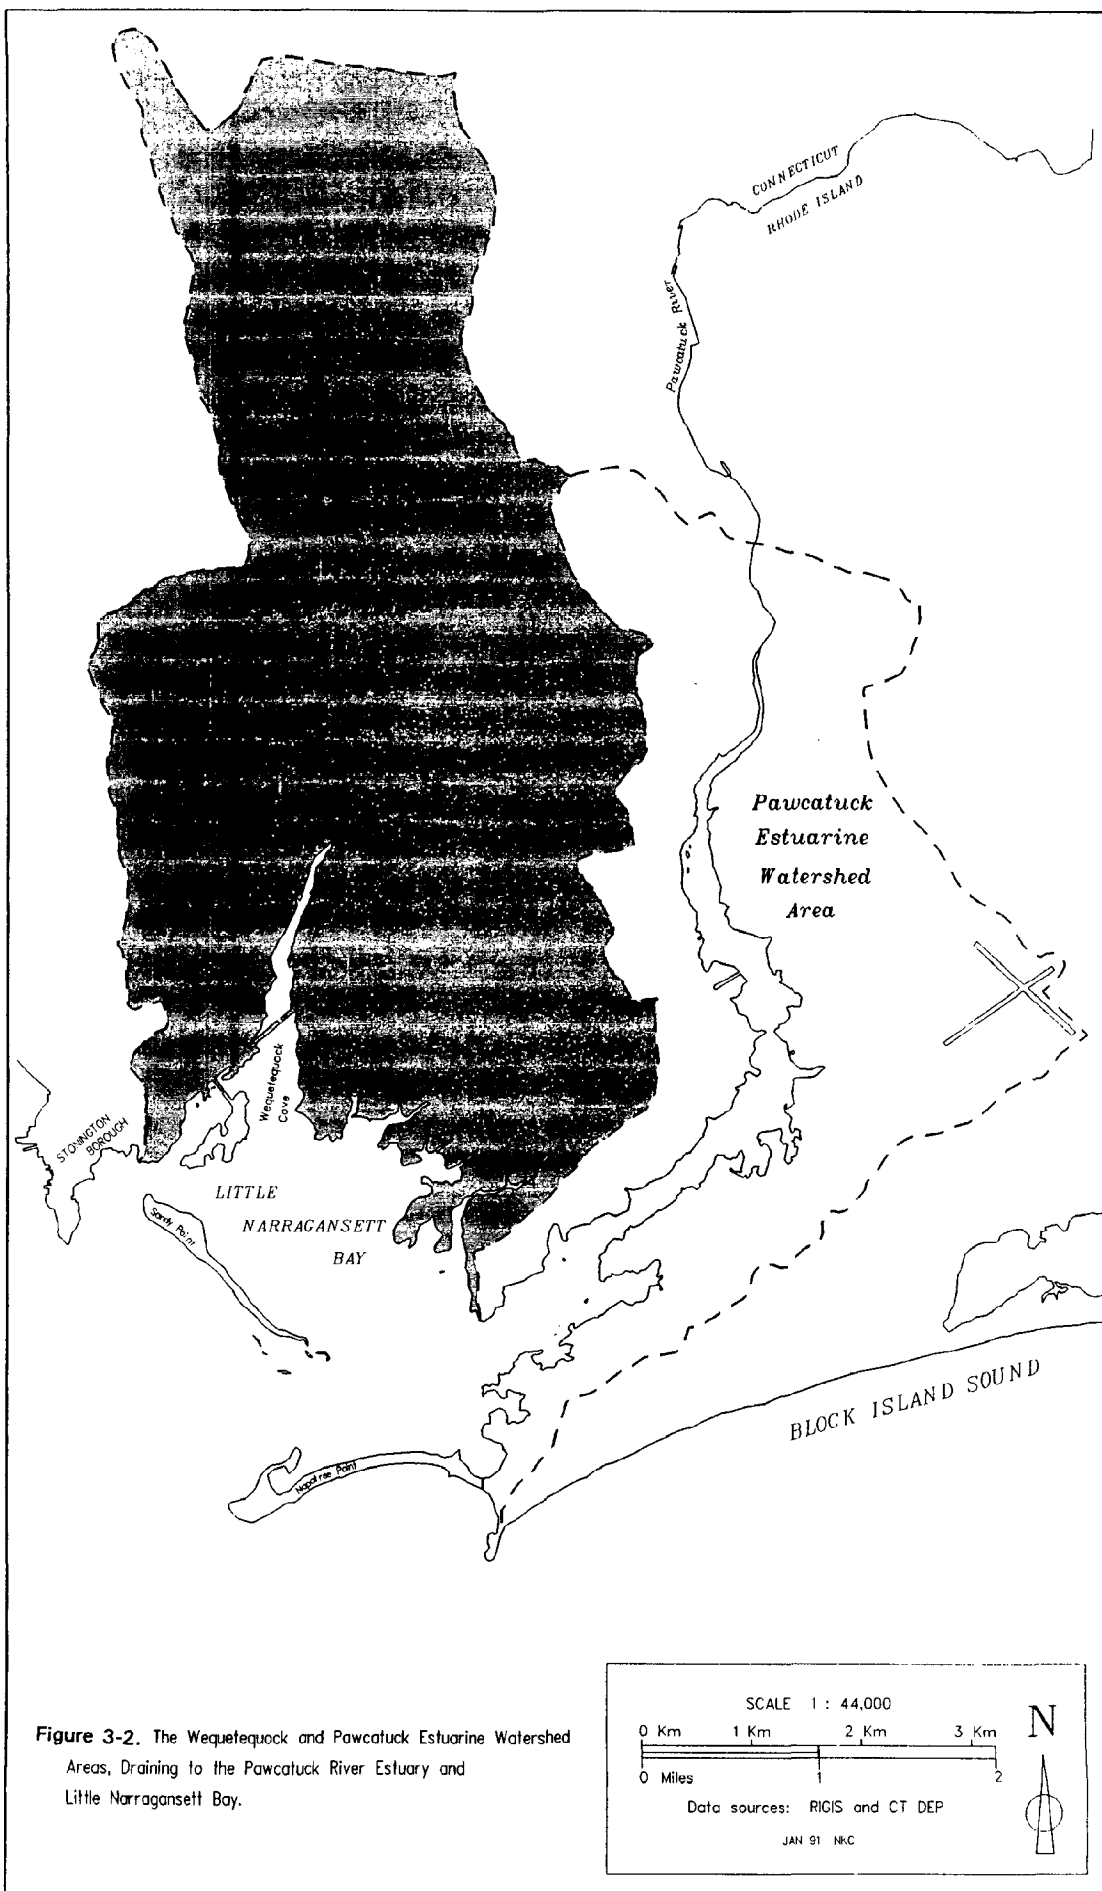 CONNECTICUT
RHODE ISLAND
Pawcatuck River
Pawcatuck
Estuarine
Watershed
Area
Wequetequock
Cove
STONINGTON
BOROUGH
LITTLE
NARRAGANSETT
BAY
Sandy Point
Napatree Point
BLOCK ISLAND SOUND
Figure 3-2. The Wequetequock and Pawcatuck Estuarine Watershed
Areas, Draining to the Pawcatuck River Estuary and
Little Narragansett Bay.
SCALE 1 : 44,000
0 Km 1 Km 2 Km 3 Km
0 Miles 1 2
Data sources: RIGIS and CT DEP
JAN 91 NKC
N